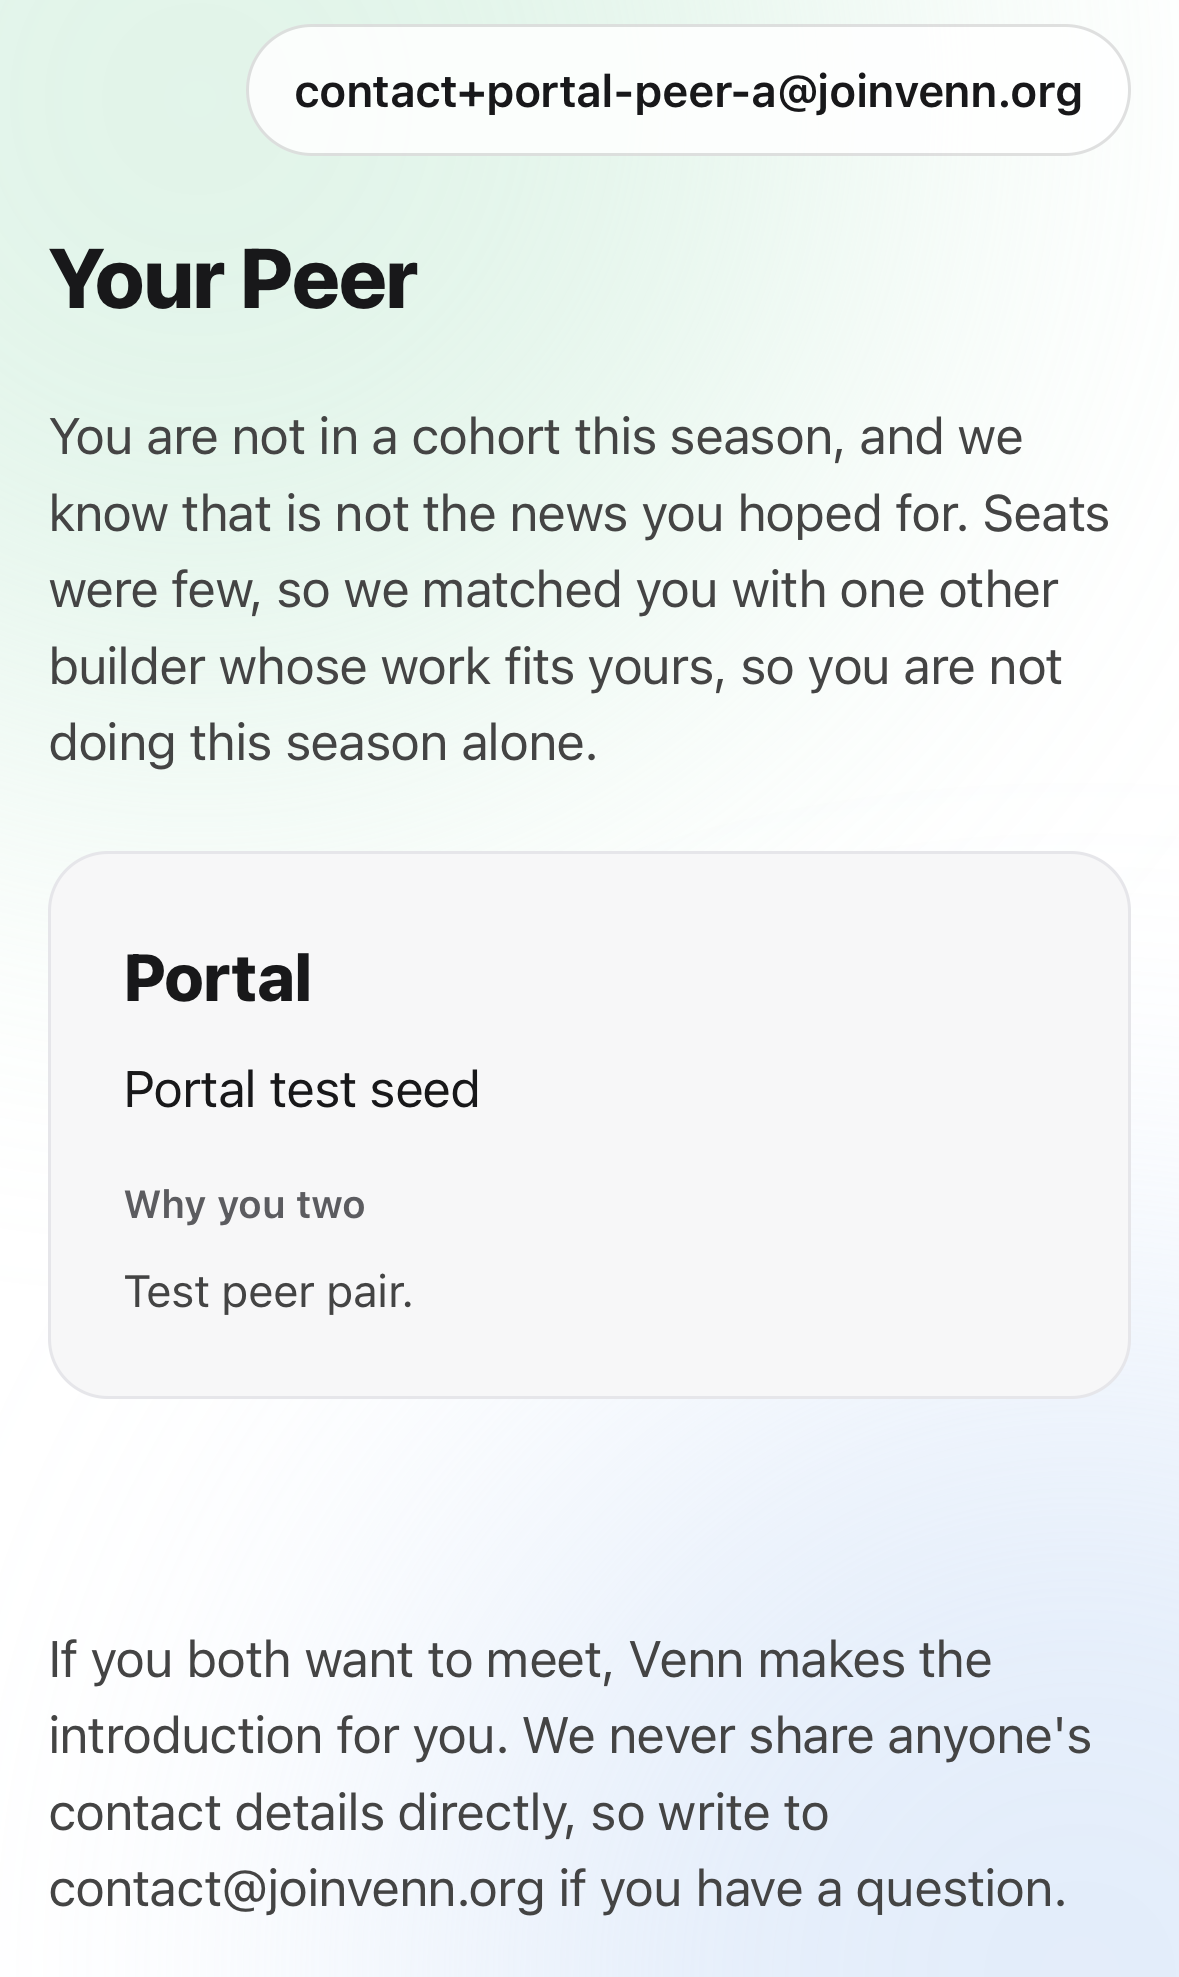 contact+portal-peer-a@joinvenn.org
Your Peer
You are not in a cohort this season, and we
know that is not the news you hoped for. Seats
were few, so we matched you with one other
builder whose work fits yours, so you are not
doing this season alone.
Portal
Portal test seed
Why you two
Test peer pair.
If you both want to meet, Venn makes the
introduction for you. We never share anyone's
contact details directly, so write to
contact@joinvenn.org if you have a question.